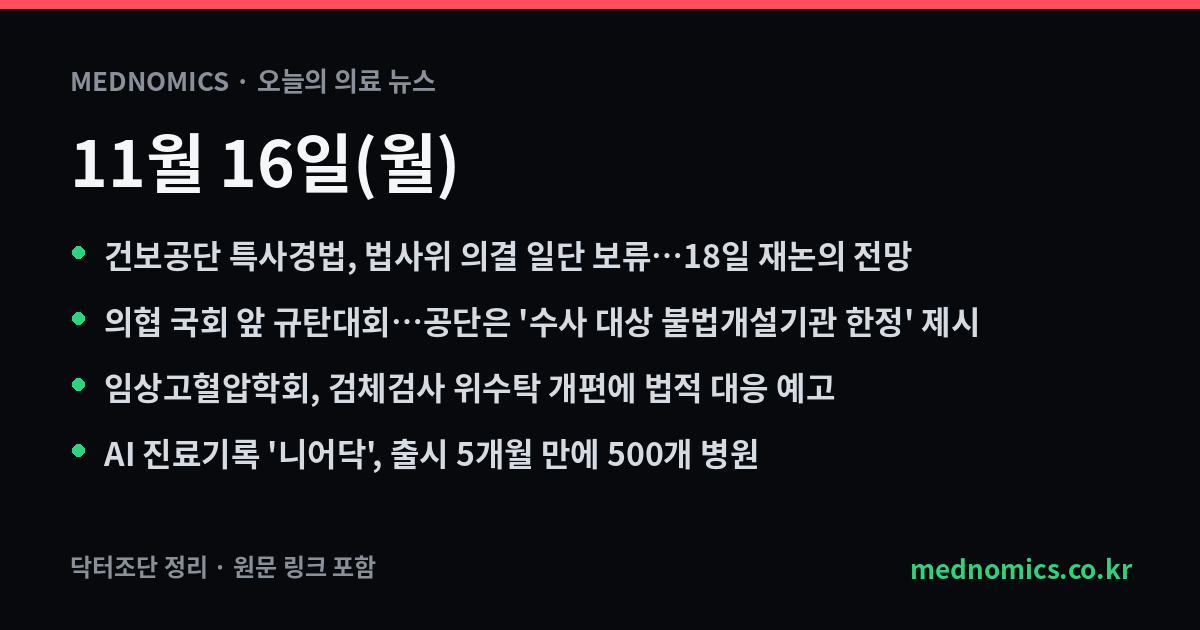 MEDNOMICS · 오늘의 의료 뉴스
11월 16일(월)
건보공단 특사경법, 법사위 의결 일단 보류…18일 재논의 전망
의협 국회 앞 규탄대회…공단은 '수사 대상 불법개설기관 한정' 제시
임상고혈압학회, 검체검사 위수탁 개편에 법적 대응 예고
AI 진료기록 '니어닥', 출시 5개월 만에 500개 병원
닥터조단 정리 · 원문 링크 포함
mednomics.co.kr